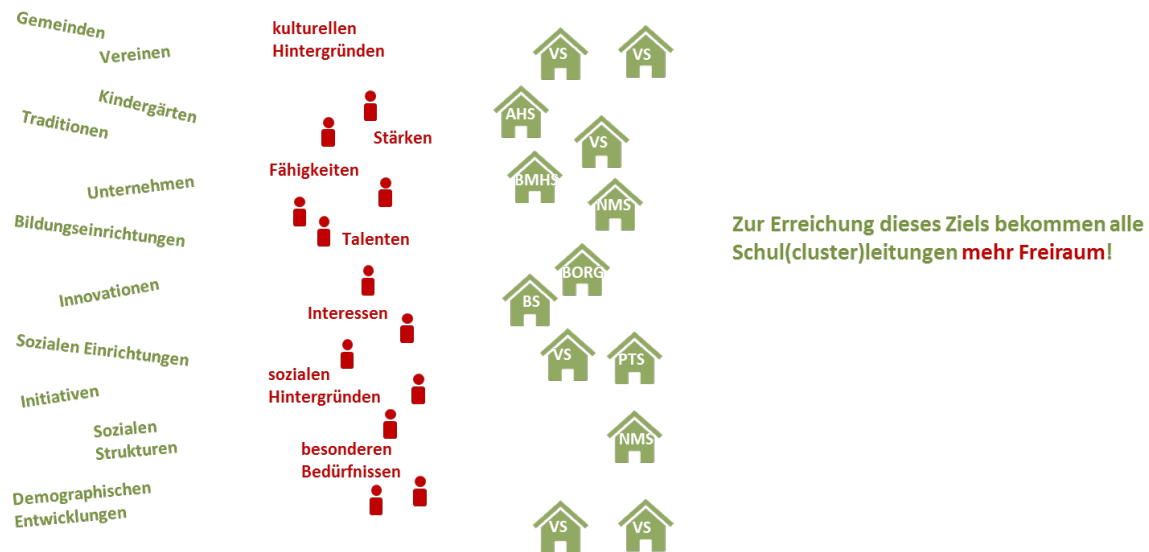 Gemeinden
Vereinen
Kindergärten
Traditionen
Unternehmen
Bildungseinrichtungen
Innovationen
Sozialen Einrichtungen
Initiativen
Sozialen
Strukturen
Demographischen
Entwicklungen
kulturellen
Hintergründen
Stärken
Fähigkeiten
Talenten
Interessen
sozialen
Hintergründen
besonderen
Bedürfnissen
VS VS
AHS
VS
BMHS
NMS
BORG
BS
VS PTS
NMS
VS VS
Zur Erreichung dieses Ziels bekommen alle
Schul(cluster)leitungen mehr Freiraum!